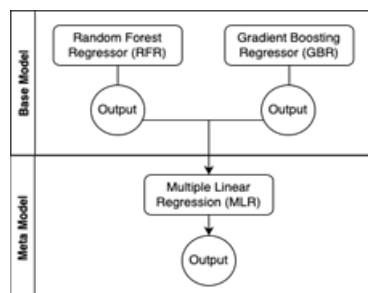 Base Model
Random Forest
Regressor (RFR)
Gradient Boosting
Regressor (GBR)
Output
Output
Meta Model
Multiple Linear
Regression (MLR)
Output